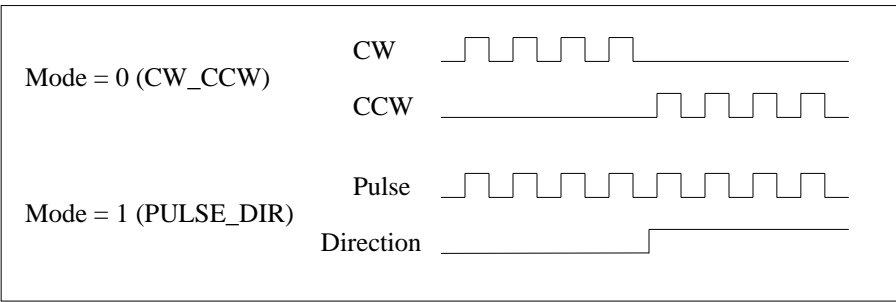 CW
Mode = 0 (CW_CCW)
CCW
Pulse
Mode = 1 (PULSE_DIR)
Direction